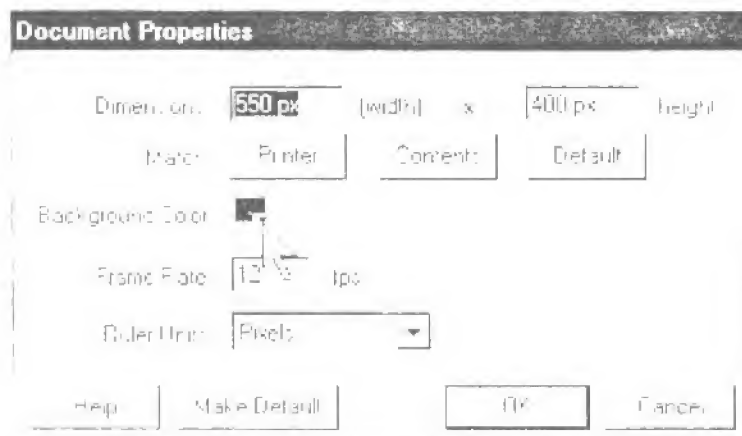 Document Properties
Dimensions: 550 px (width) x 400 px height
Match: Printer Contents Default
Background Color:
Frame Rate: 12 fps
Ruler Units: Pixels
Help Make Default OK Cancel